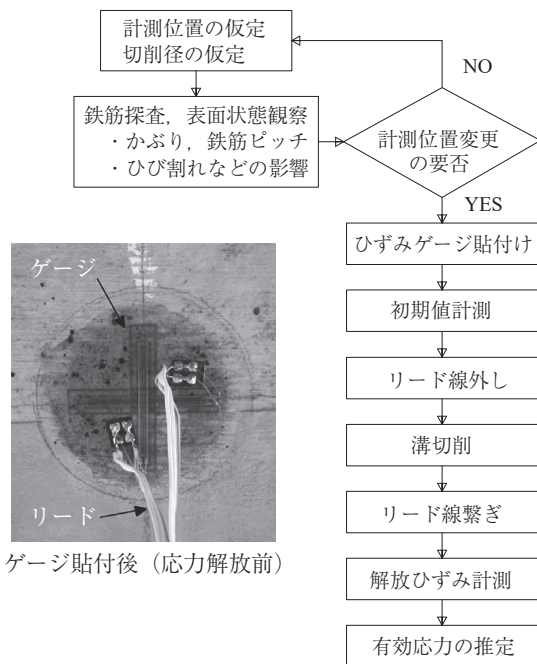 計測位置の仮定
切削径の仮定
NO
鉄筋探査，表面状態観察
・かぶり，鉄筋ピッチ
・ひび割れなどの影響
計測位置変更
の要否
YES
ひずみゲージ貼付け
初期値計測
リード線外し
溝切削
リード線繋ぎ
解放ひずみ計測
有効応力の推定
ゲージ
リード
ゲージ貼付後（応力解放前）